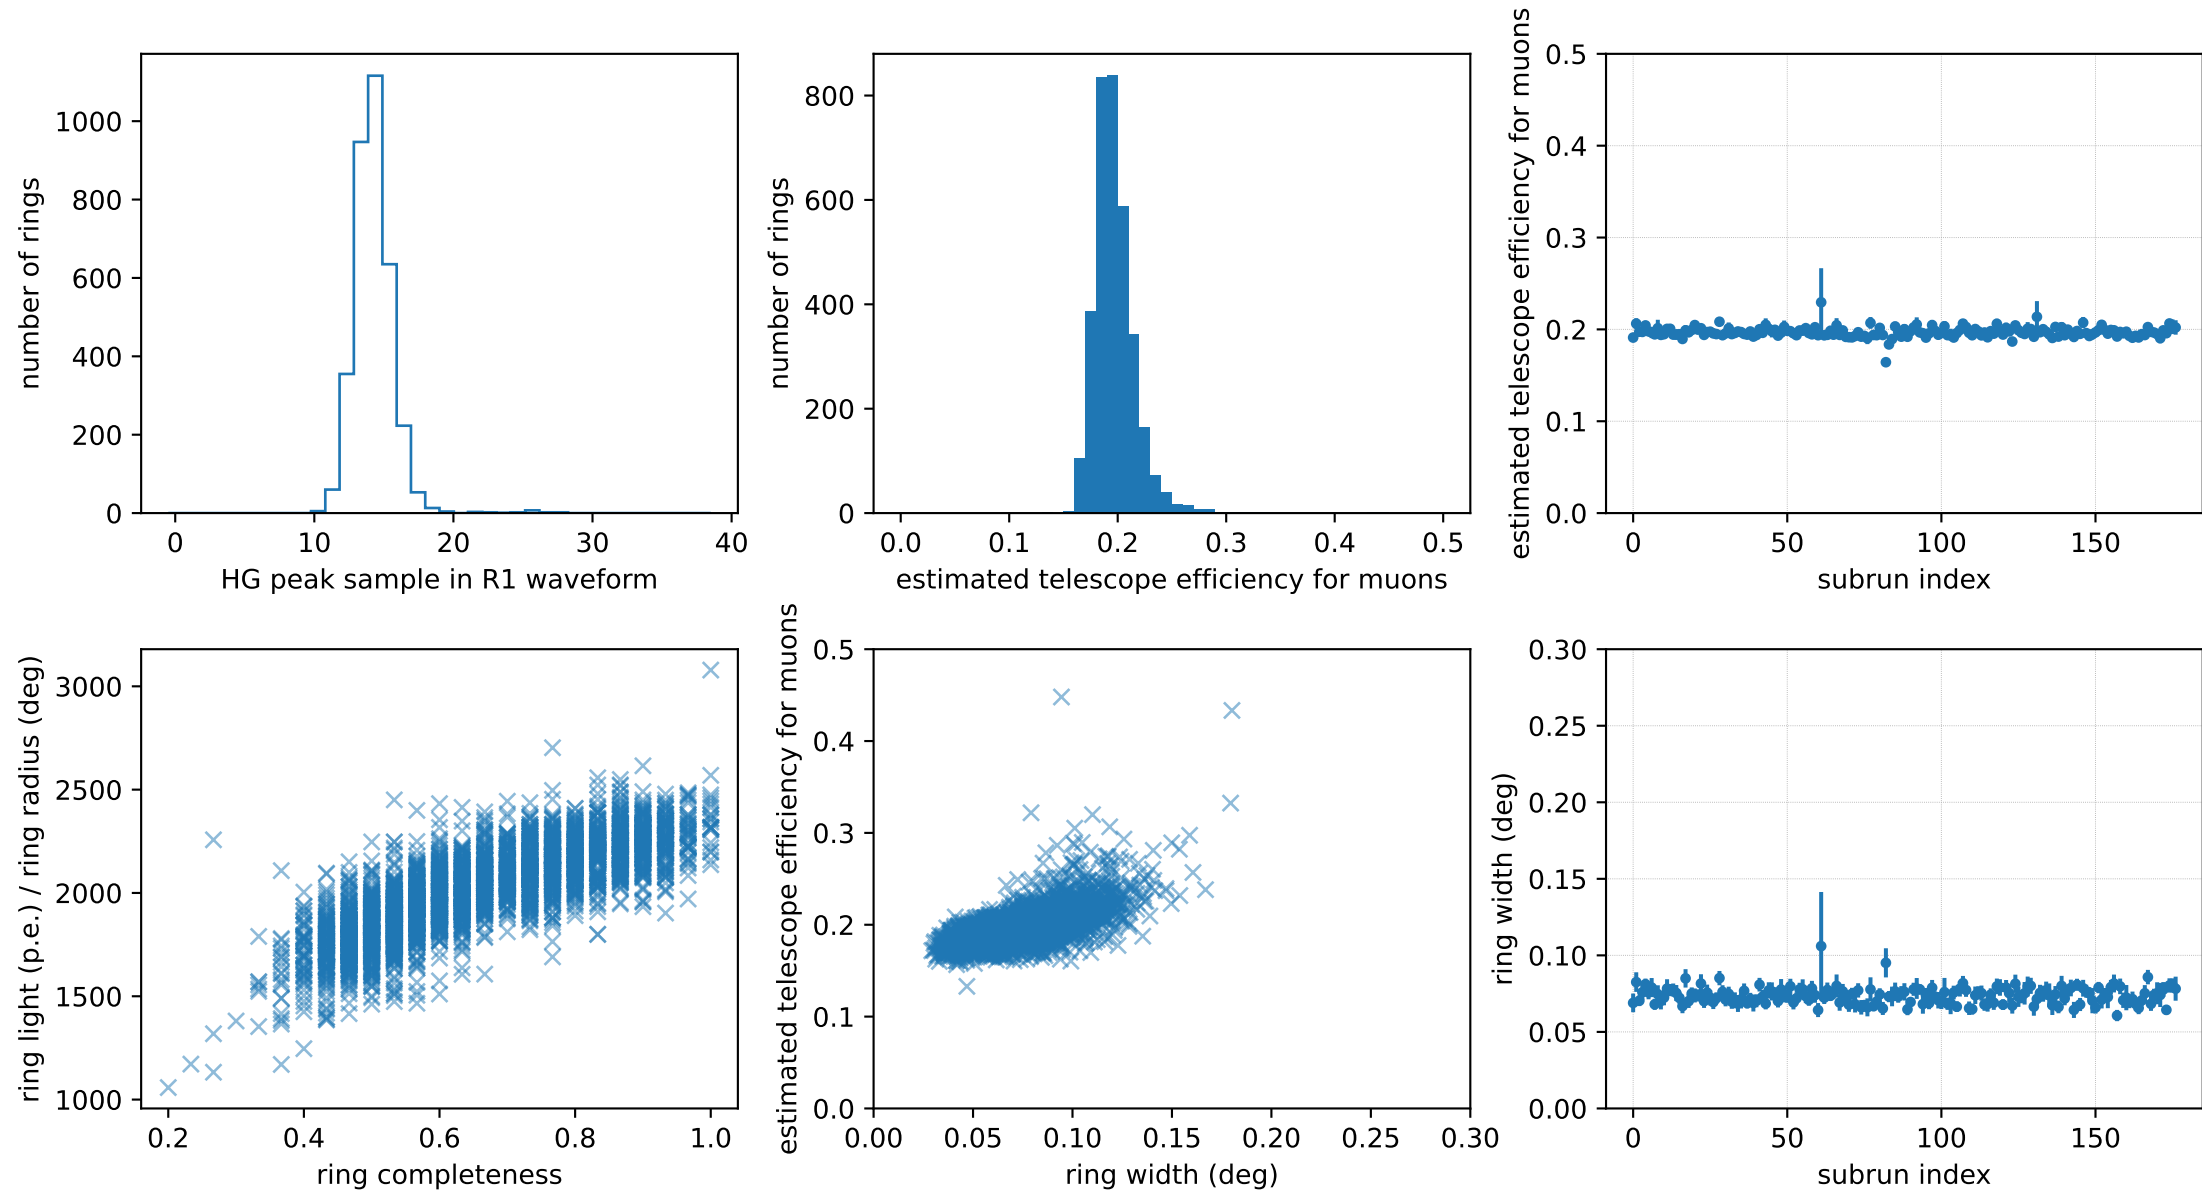 number of rings
1000
800
600
400
200
0
0 10 20 30 40
HG peak sample in R1 waveform
number of rings
800
600
400
200
0
0.0 0.1 0.2 0.3 0.4 0.5
estimated telescope efficiency for muons
estimated telescope efficiency for muons
0.5
0.4
0.3
0.2
0.1
0.0
0 50 100 150
subrun index
ring light (p.e.) / ring radius (deg)
3000
2500
2000
1500
1000
0.2 0.4 0.6 0.8 1.0
ring completeness
estimated telescope efficiency for muons
0.5
0.4
0.3
0.2
0.1
0.0
0.00 0.05 0.10 0.15 0.20 0.25 0.30
ring width (deg)
ring width (deg)
0.30
0.25
0.20
0.15
0.10
0.05
0.00
0 50 100 150
subrun index